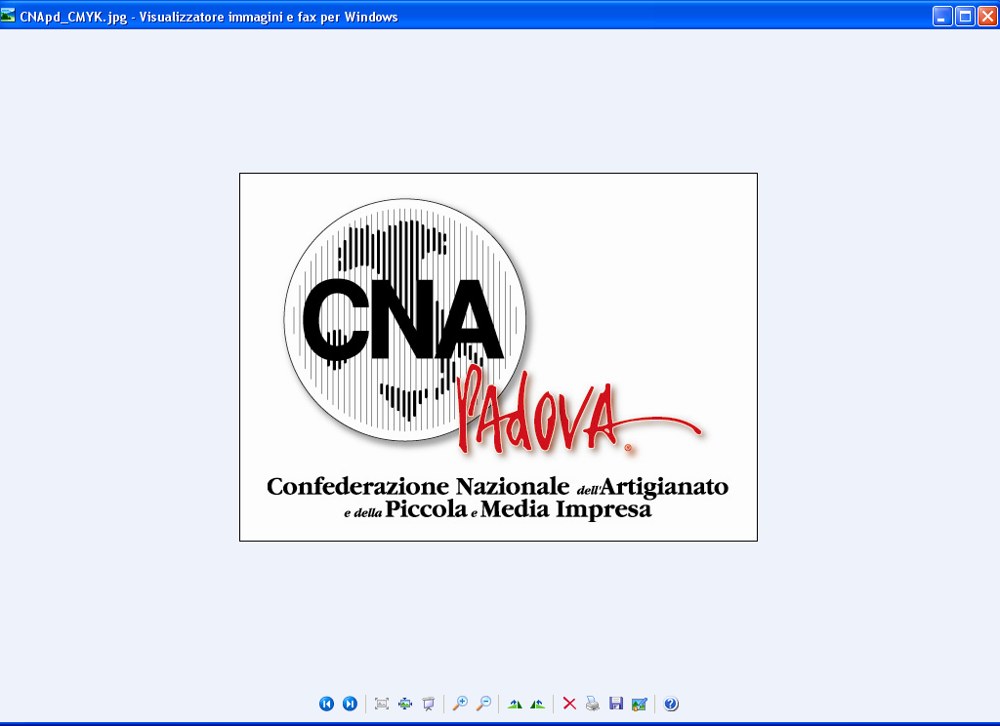 CNApd_CMYK.jpg - Visualizzatore immagini e fax per Windows
CNA
PAdOVA ®
Confederazione Nazionale dell'Artigianato
e della Piccola e Media Impresa